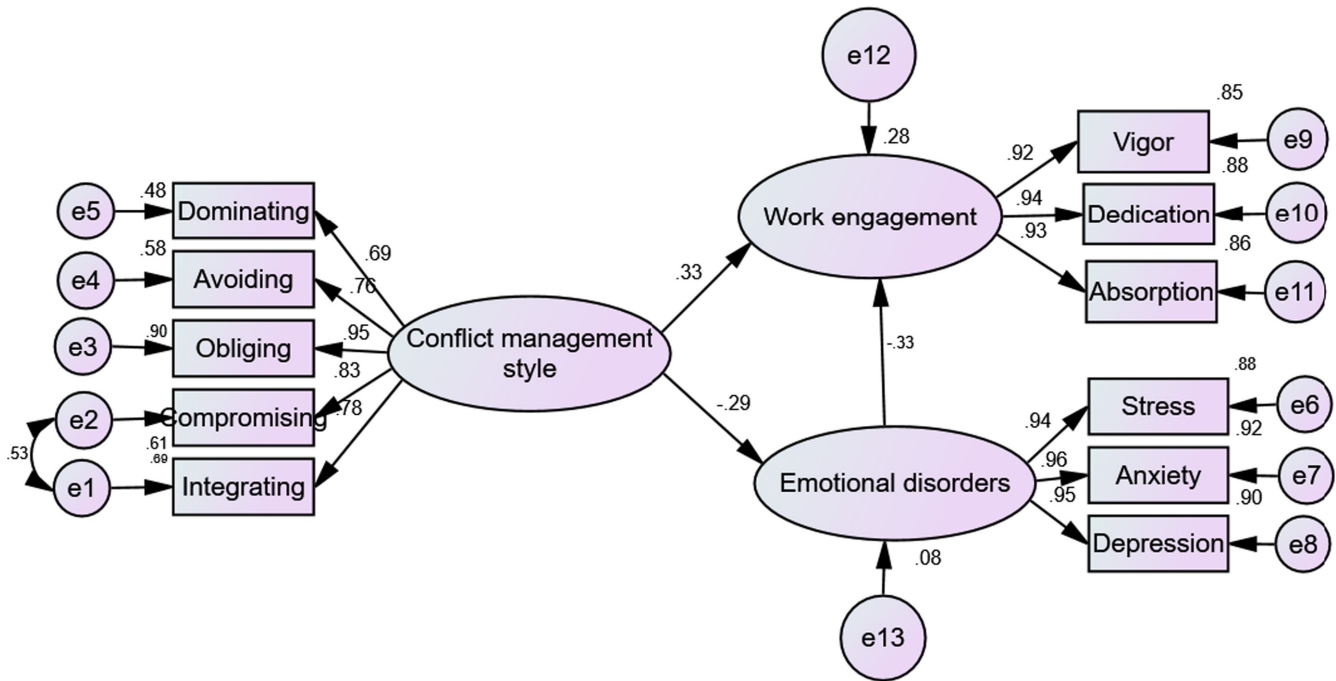 e12
.28
.85
.92
Vigor
e9
.88
.48
e5
Dominating
.69
Work engagement
.94
Dedication
e10
.93
.86
.58
e4
Avoiding
.76
.33
Absorption
e11
.90
e3
Obliging
.95
Conflict management
style
-.33
.83
.88
e2
Compromising
.78
-.29
.94
Stress
e6
.92
.53
.61
.69
e1
Integrating
Emotional disorders
.96
Anxiety
e7
.95
.90
.08
Depression
e8
e13